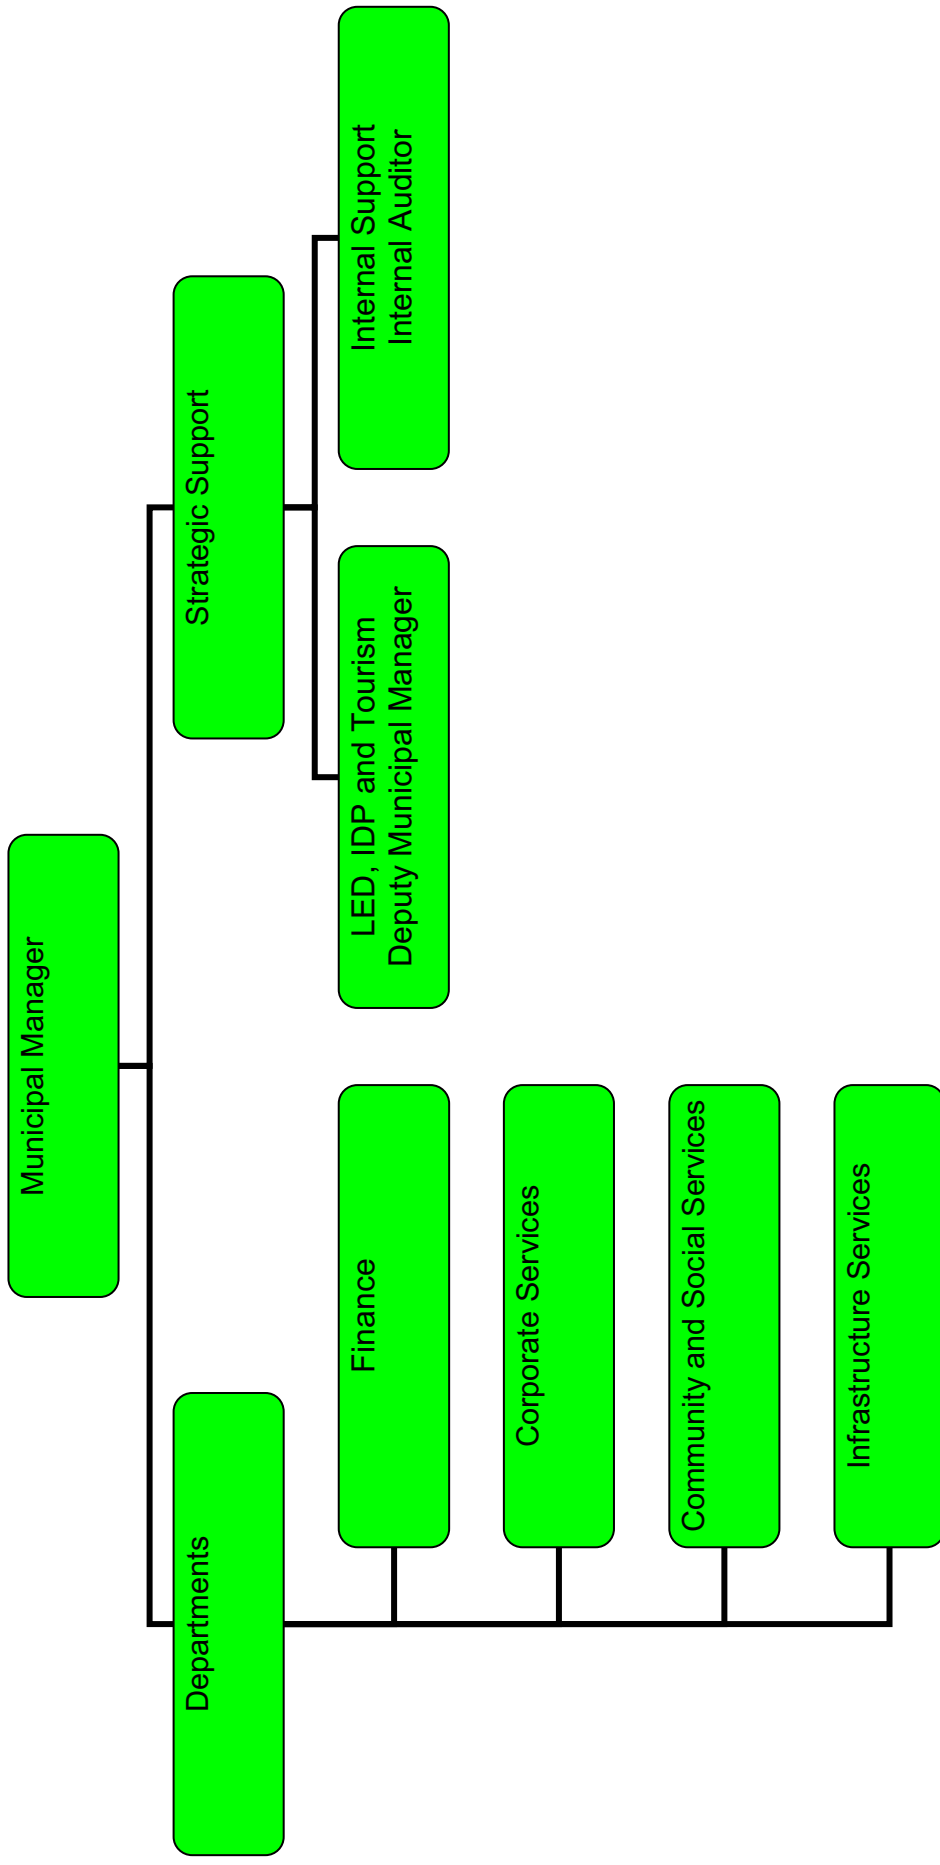 Municipal Manager
Departments
Strategic Support
Finance
Corporate Services
Community and Social Services
Infrastructure Services
LED, IDP and Tourism
Deputy Municipal Manager
Internal Support
Internal Auditor